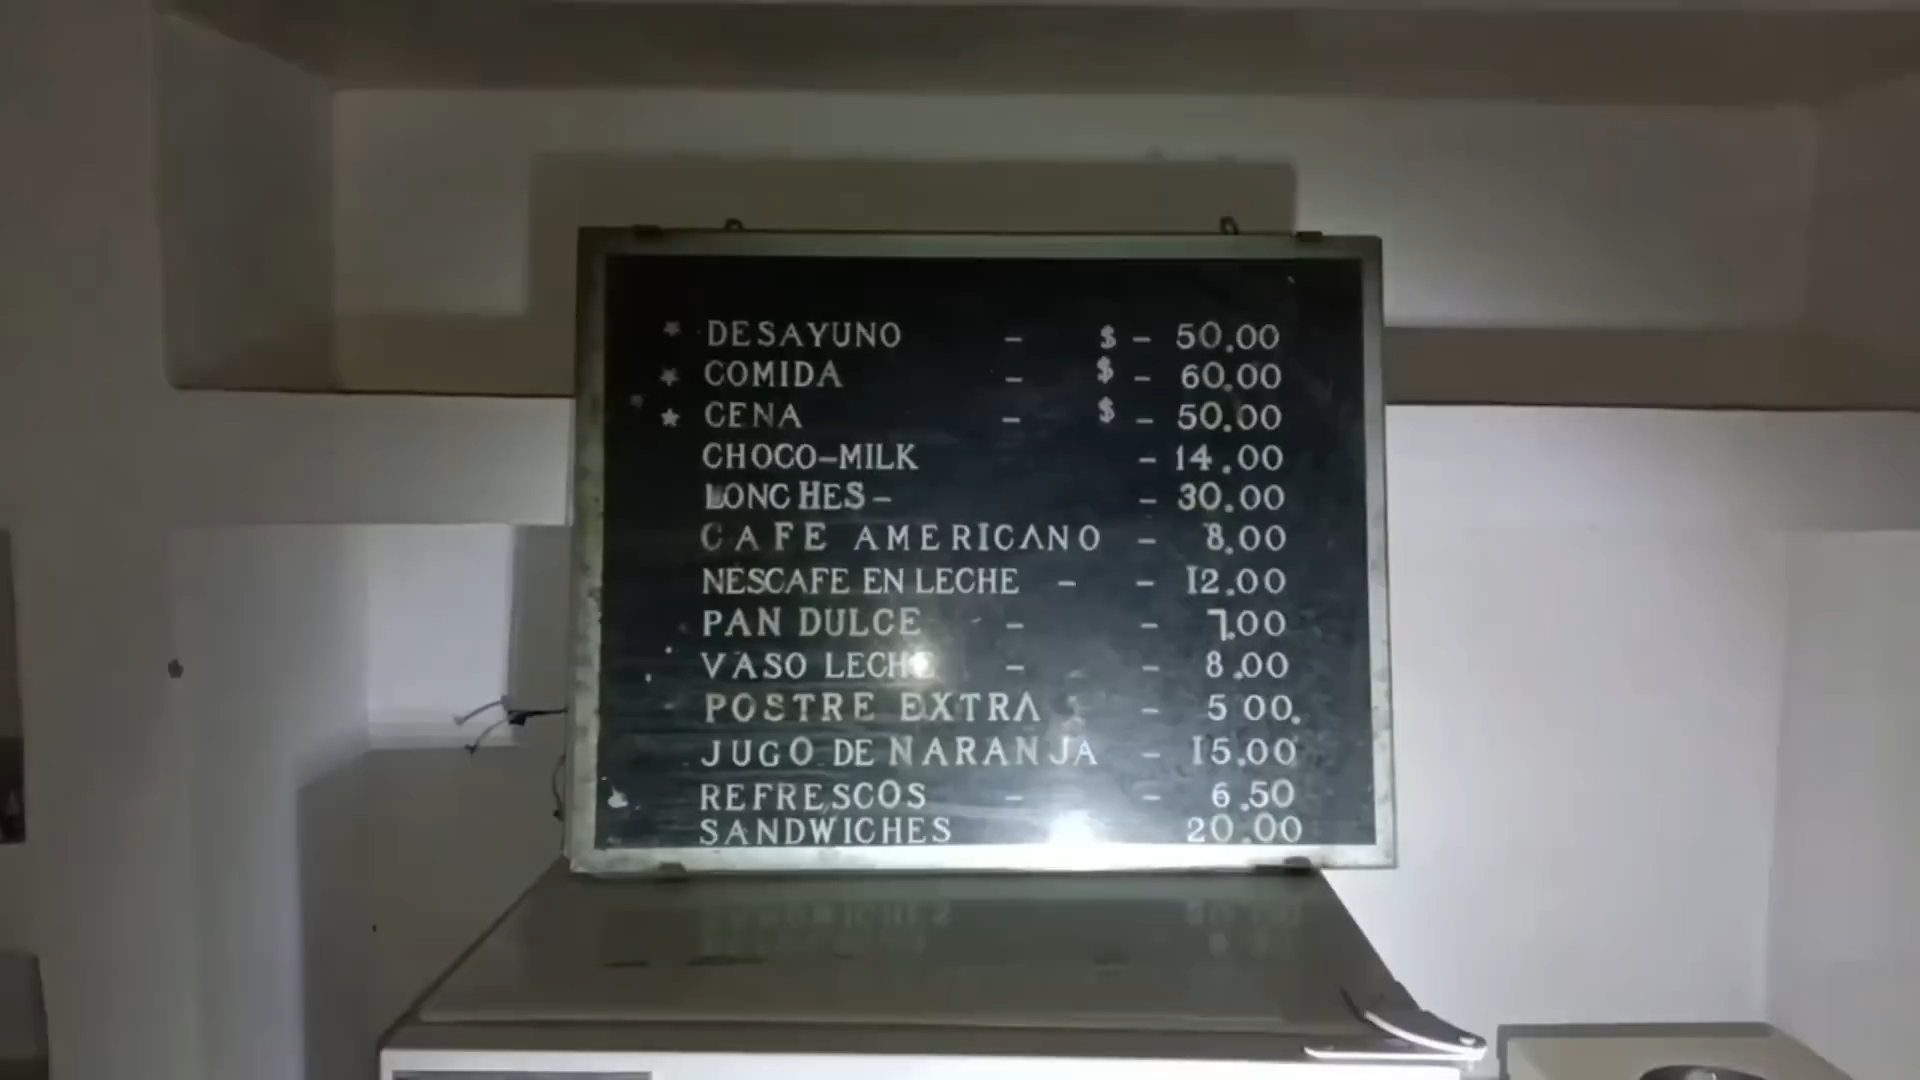 * DESAYUNO - $ - 50.00
* COMIDA - $ - 60.00
* CENA - $ - 50.00
CHOCO-MILK - 14.00
LONCHES - - 30.00
CAFE AMERICANO - 8.00
NESCAFE EN LECHE - - 12.00
PAN DULCE - - 7.00
VASO LECHE - - 8.00
POSTRE EXTRA - 5 00.
JUGO DE NARANJA - 15.00
REFRESCOS - - 6.50
SANDWICHES 20.00